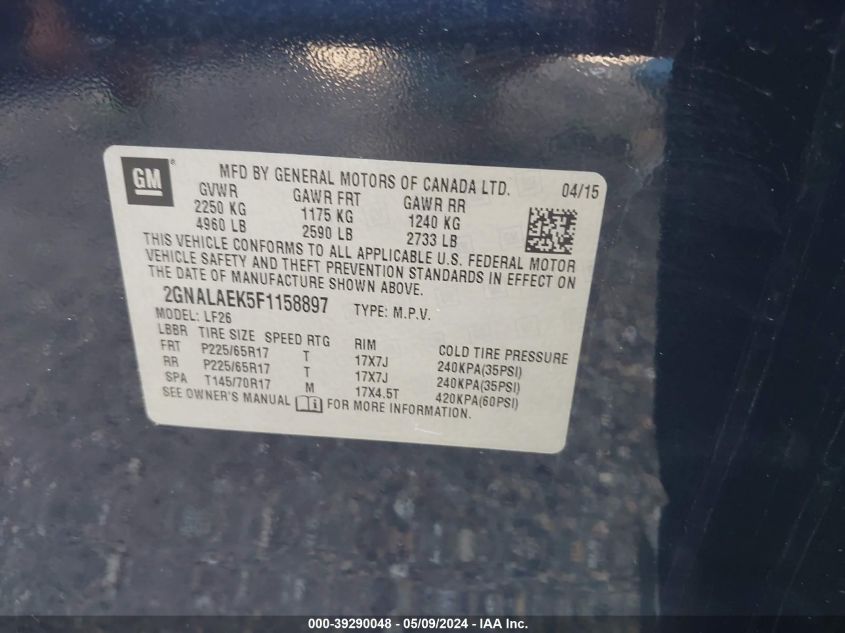 GM® MFD BY GENERAL MOTORS OF CANADA LTD. 04/15
GVWR GAWR FRT GAWR RR
2250 KG 1175 KG 1240 KG
4960 LB 2590 LB 2733 LB
THIS VEHICLE CONFORMS TO ALL APPLICABLE U.S. FEDERAL MOTOR
VEHICLE SAFETY AND THEFT PREVENTION STANDARDS IN EFFECT ON
THE DATE OF MANUFACTURE SHOWN ABOVE.
2GNALAEK5F1158897 TYPE: M.P.V.
MODEL: LF26
LBBR TIRE SIZE SPEED RTG RIM COLD TIRE PRESSURE
FRT P225/65R17 T 17X7J 240KPA(35PSI)
RR P225/65R17 T 17X7J 240KPA(35PSI)
SPA T145/70R17 M 17X4.5T 420KPA(60PSI)
SEE OWNER'S MANUAL FOR MORE INFORMATION.
000-39290048 - 05/09/2024 - IAA Inc.